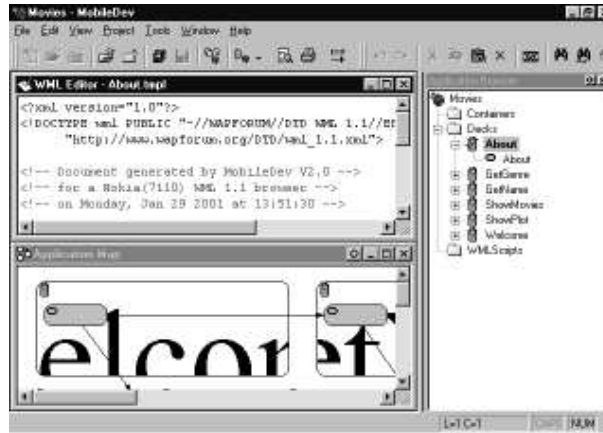 Movies - MobileDev
File Edit View Project Tools Window Help
WML Editor - About.tmpl
<?xml version="1.0"?>
<!DOCTYPE wml PUBLIC "-//WAPFORUM//DTD WML 1.1//E
"http://www.wapforum.org/DTD/wml_1.1.xml">
<!-- Document generated by MobileDev V2.0 -->
<!-- for a Nokia(7110) WML 1.1 browser -->
<!-- on Monday, Jan 29 2001 at 13:51:30 -->
Application Map
elcome
et
Movies
Containers
Decks
About
About
GetGenre
GetName
ShowMovies
ShowPlot
Welcome
WMLScripts
L=1 C=1 CAPS NUM